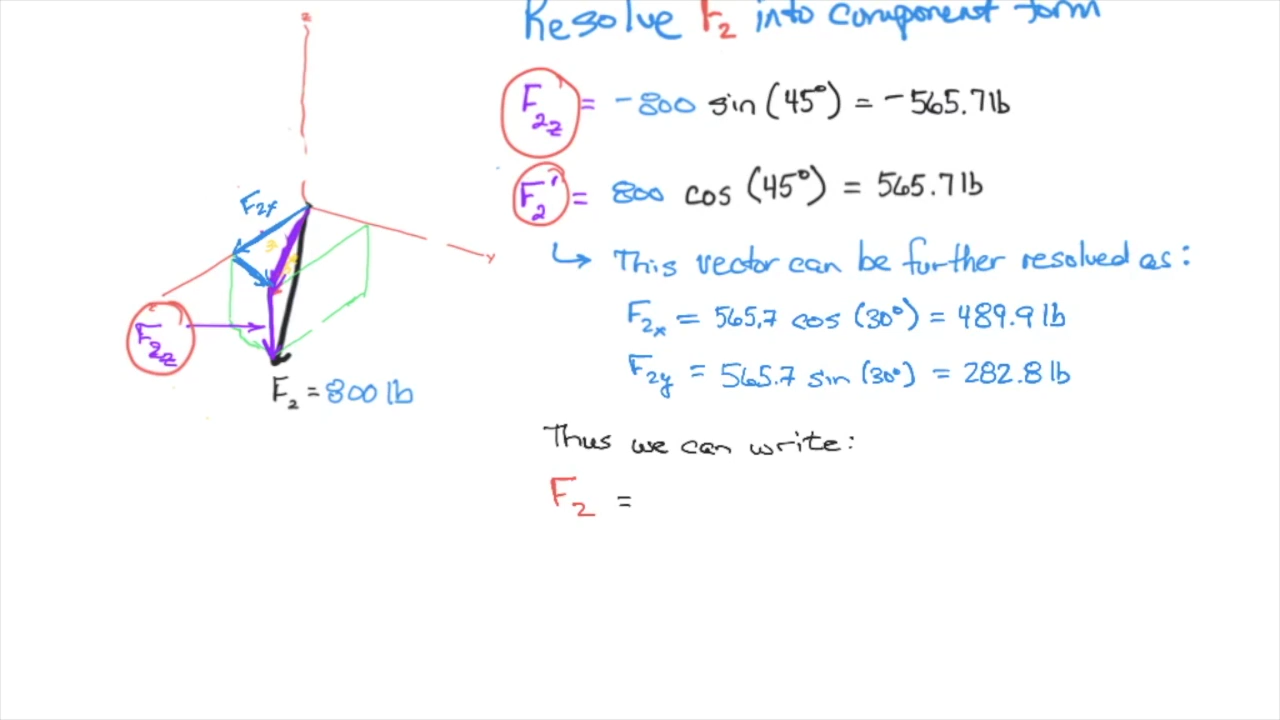 z
Resolve F2 into component form
F2z = -800 sin (45°) = -565.7 lb
F2' = 800 cos (45°) = 565.7 lb
F2x
y
↳ This vector can be further resolved as:
F2x = 565.7 cos (30°) = 489.9 lb
F2z
F2y = 565.7 sin (30°) = 282.8 lb
F2 = 800 lb
Thus we can write:
F2 =